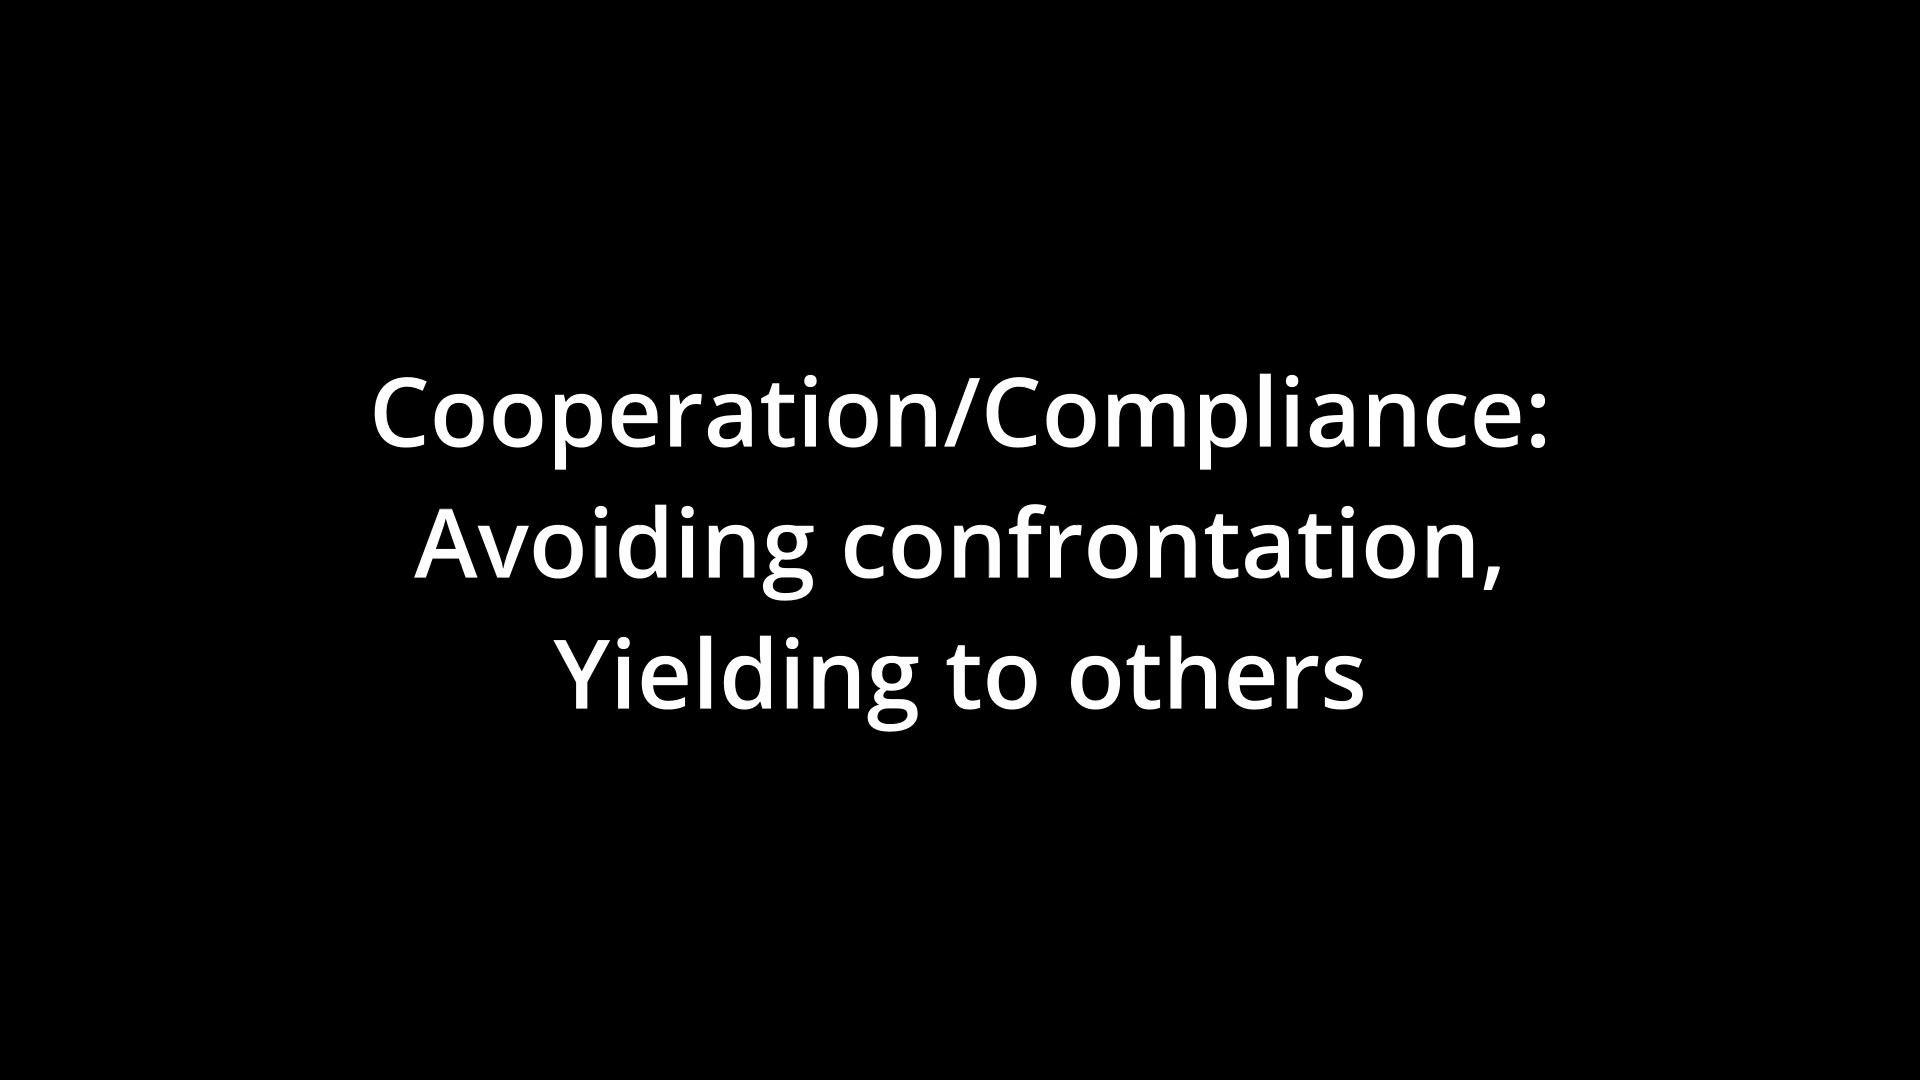 Cooperation/Compliance:
Avoiding confrontation,
Yielding to others